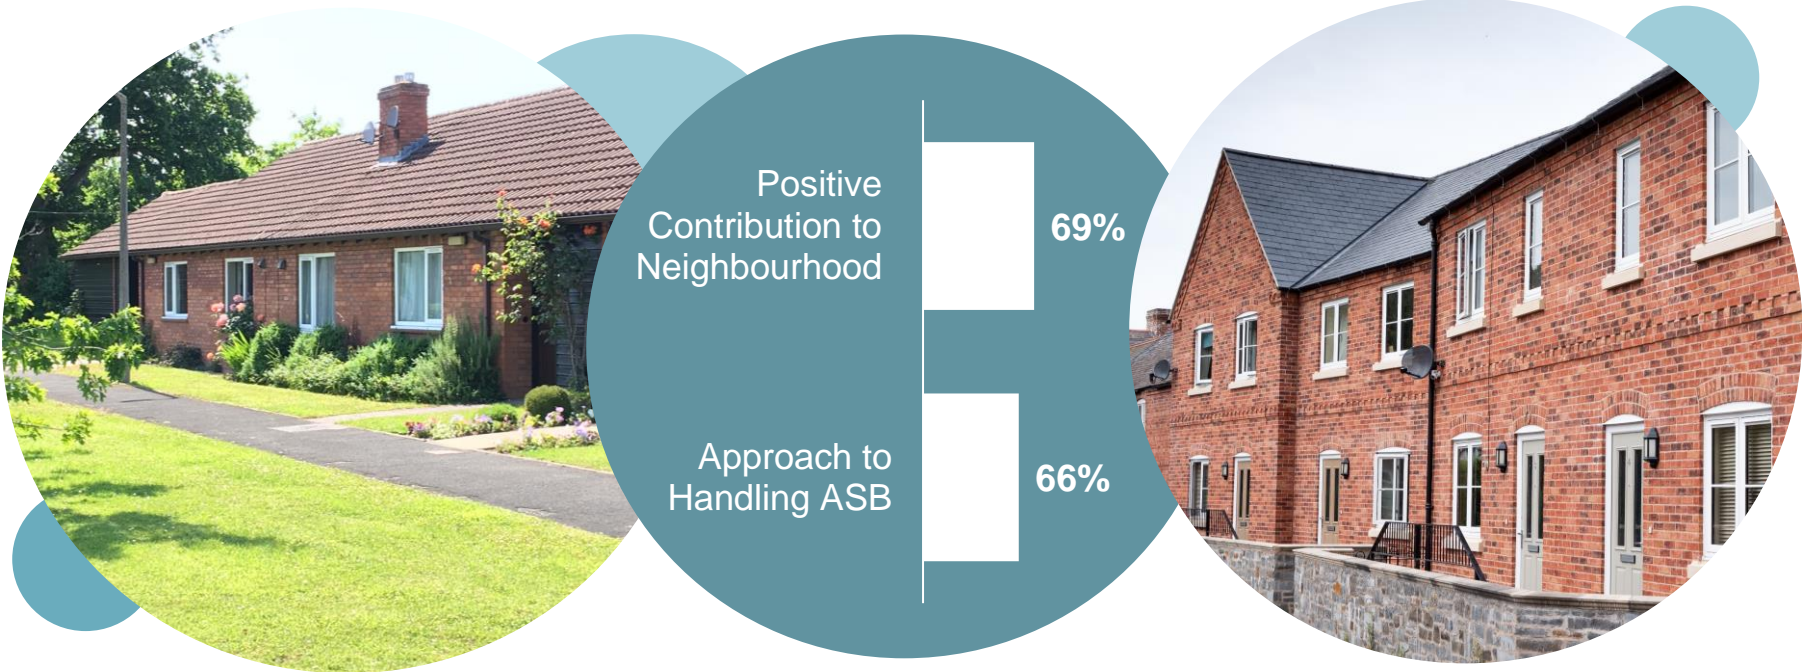 Positive
Contribution to
Neighbourhood
69%
Approach to
Handling ASB
66%